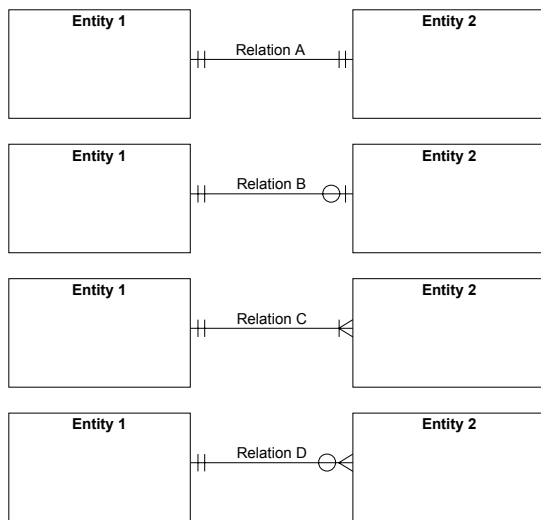 Entity 1
Relation A
Entity 2
Entity 1
Relation B
Entity 2
Entity 1
Relation C
Entity 2
Entity 1
Relation D
Entity 2